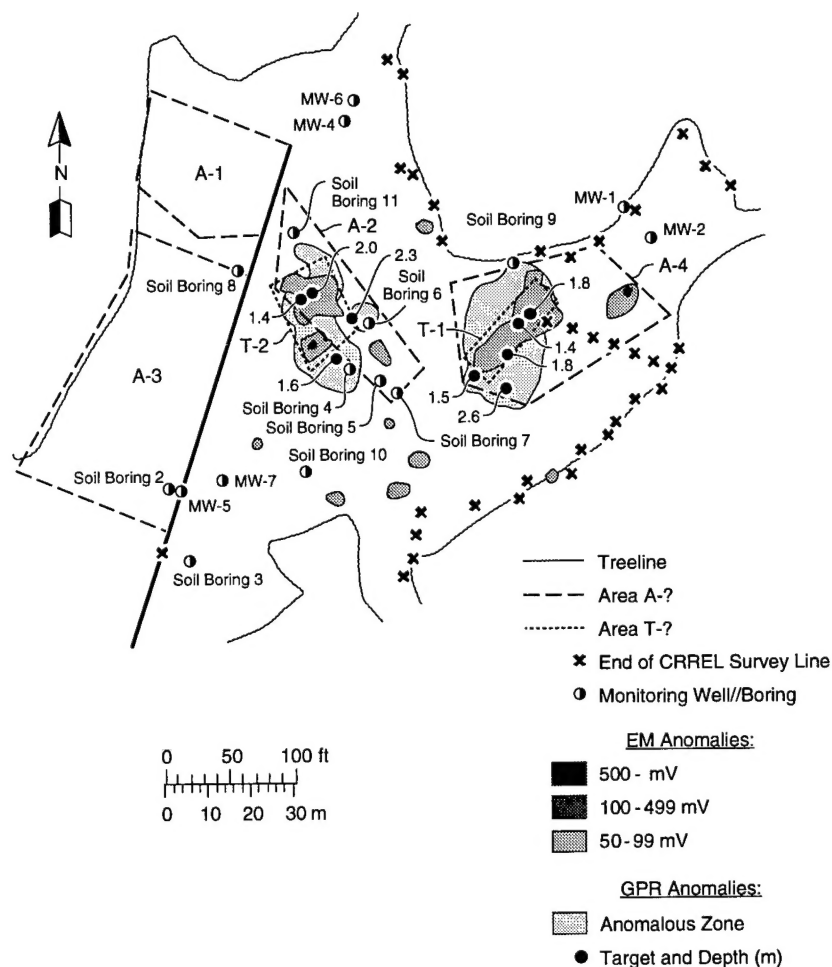 MW-6
MW-4
N
A-1
Soil
Boring 11
A-2
Soil Boring 9
MW-1
MW-2
2.0
2.3
Soil
Boring
6
A-4
Soil Boring 8
1.8
1.4
T-1
T-2
1.4
A-3
1.8
1.6
1.5
2.6
Soil Boring 4
Soil Boring 5
Soil Boring 7
Soil Boring 2
MW-7
Soil Boring 10
MW-5
Soil Boring 3
Treeline
Area A-?
Area T-?
End of CRREL Survey Line
Monitoring Well//Boring
0 50 100 ft
0 10 20 30 m
EM Anomalies:
500 - mV
100 - 499 mV
50 - 99 mV
GPR Anomalies:
Anomalous Zone
Target and Depth (m)